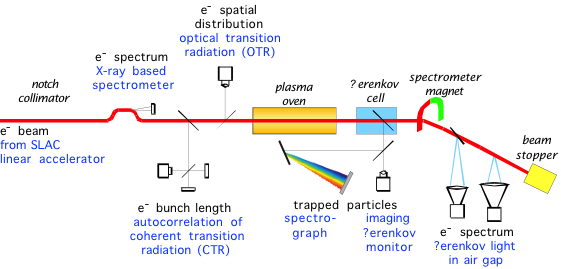 e⁻ spatial
distribution
optical transition
radiation (OTR)
e⁻ spectrum
X-ray based
spectrometer
notch
collimator
plasma
oven
?erenkov
cell
spectrometer
magnet
e⁻ beam
from SLAC
linear accelerator
beam
stopper
e⁻ bunch length
autocorrelation of
coherent transition
radiation (CTR)
trapped particles
spectro-
graph
imaging
?erenkov
monitor
e⁻ spectrum
?erenkov light
in air gap